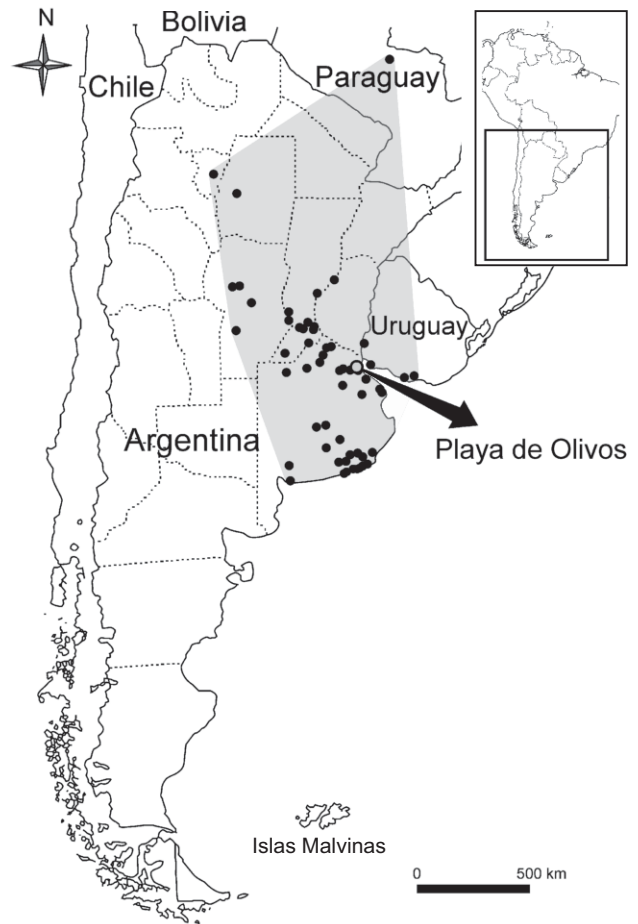 N
Bolivia
Chile
Paraguay
Uruguay
Argentina
Playa de Olivos
Islas Malvinas
0 500 km